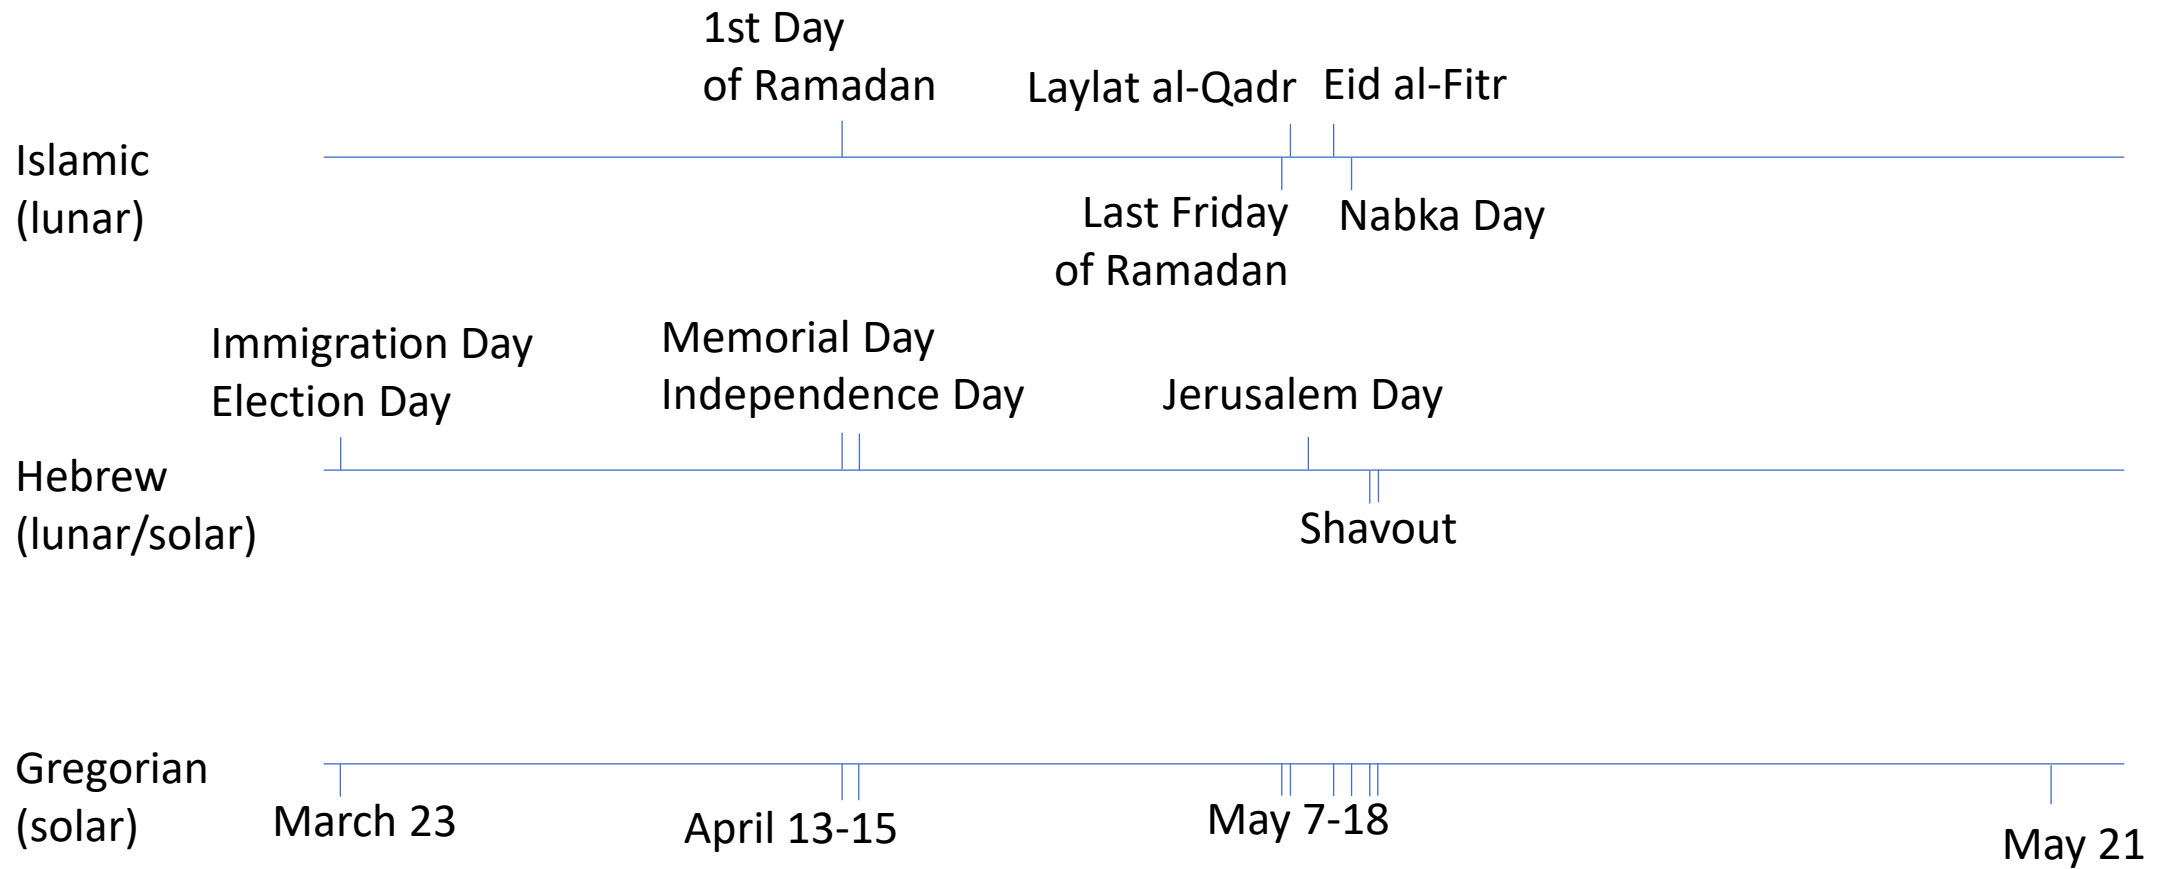 1st Day
of Ramadan
Laylat al-Qadr
Eid al-Fitr
Islamic
(lunar)
Last Friday
of Ramadan
Nabka Day
Immigration Day
Election Day
Memorial Day
Independence Day
Jerusalem Day
Hebrew
(lunar/solar)
Shavout
Gregorian
(solar)
March 23
April 13-15
May 7-18
May 21